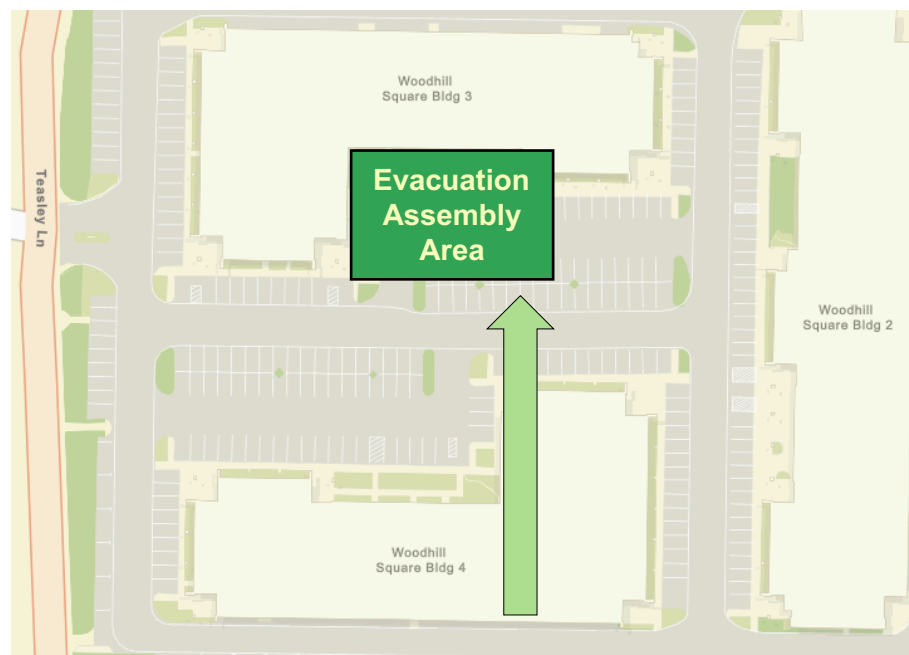 Woodhill
Square Bldg 3
Evacuation
Assembly
Area
Teasley Ln
Woodhill
Square Bldg 2
Woodhill
Square Bldg 4